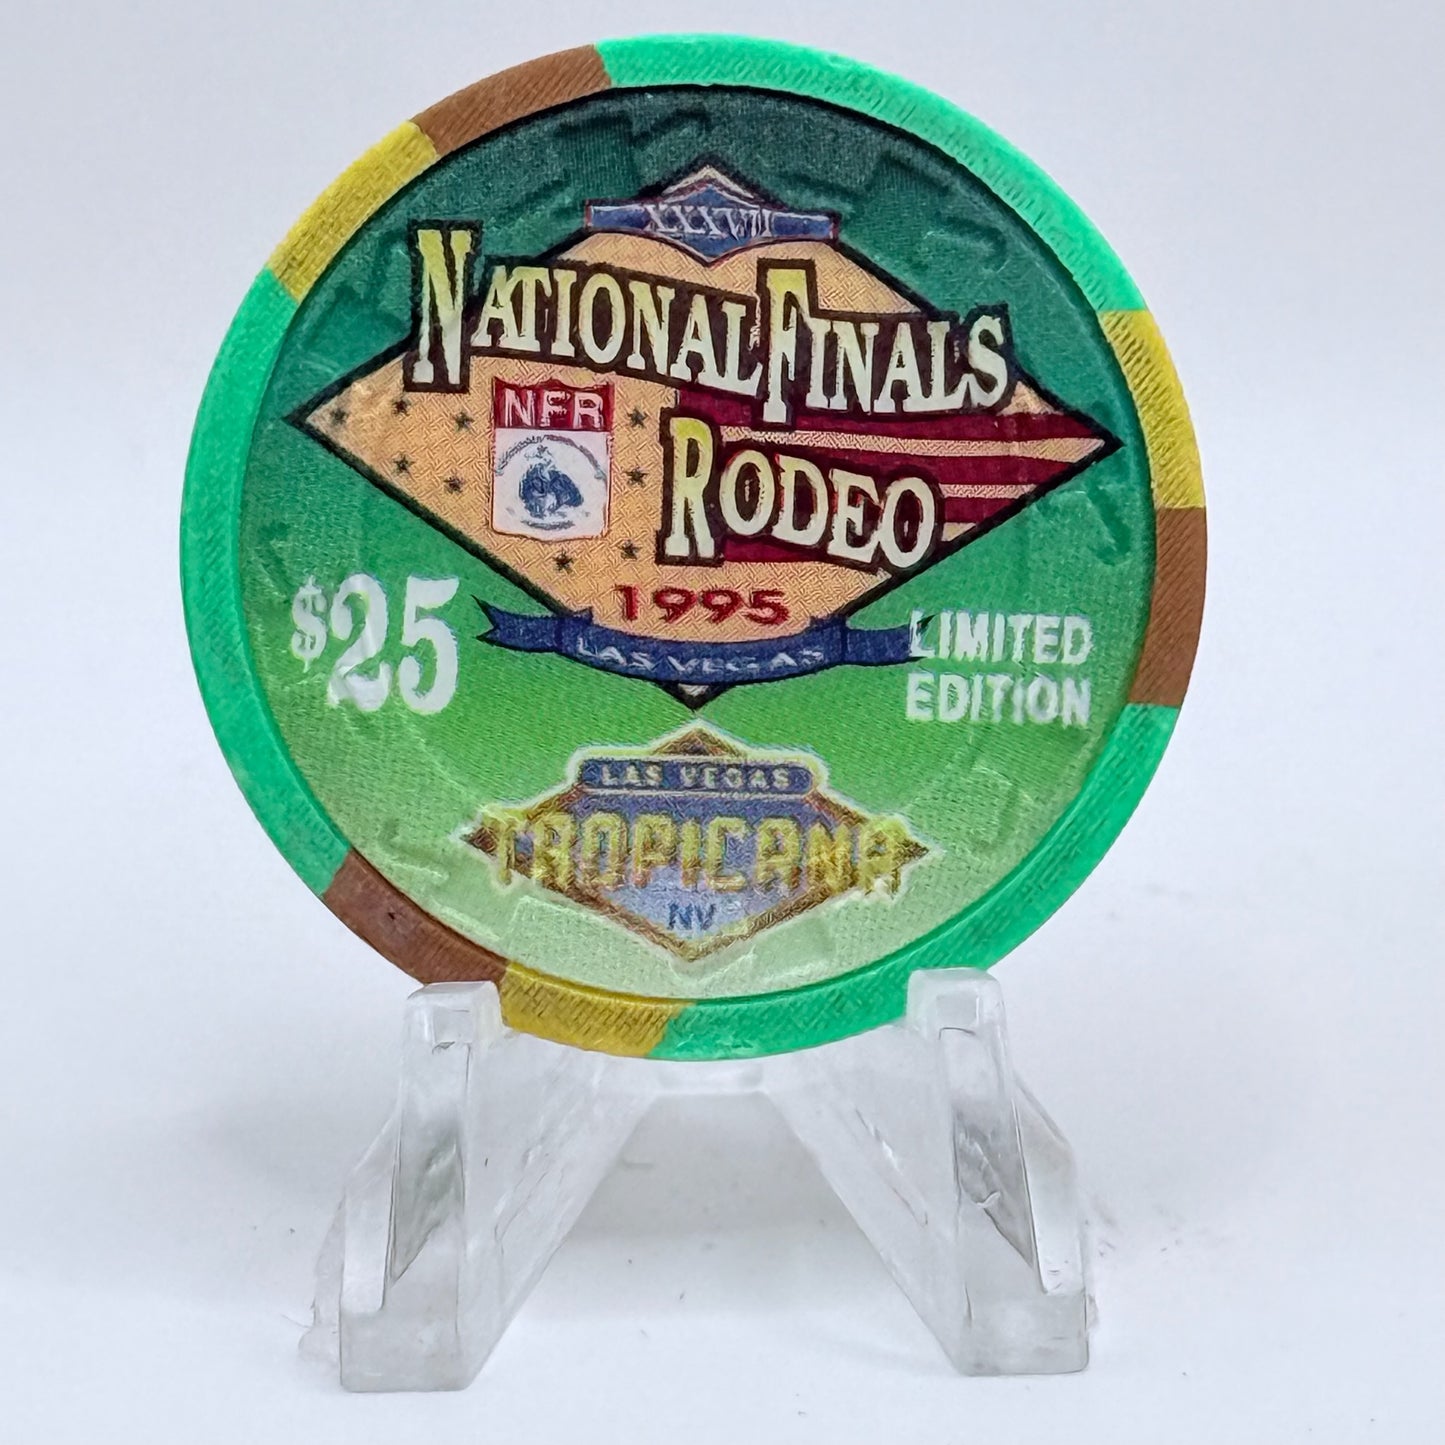 XXXVII
NATIONAL FINALS
RODEO
NFR
1995
LAS VEGAS
$25
LIMITED
EDITION
LAS VEGAS
TROPICANA
NV